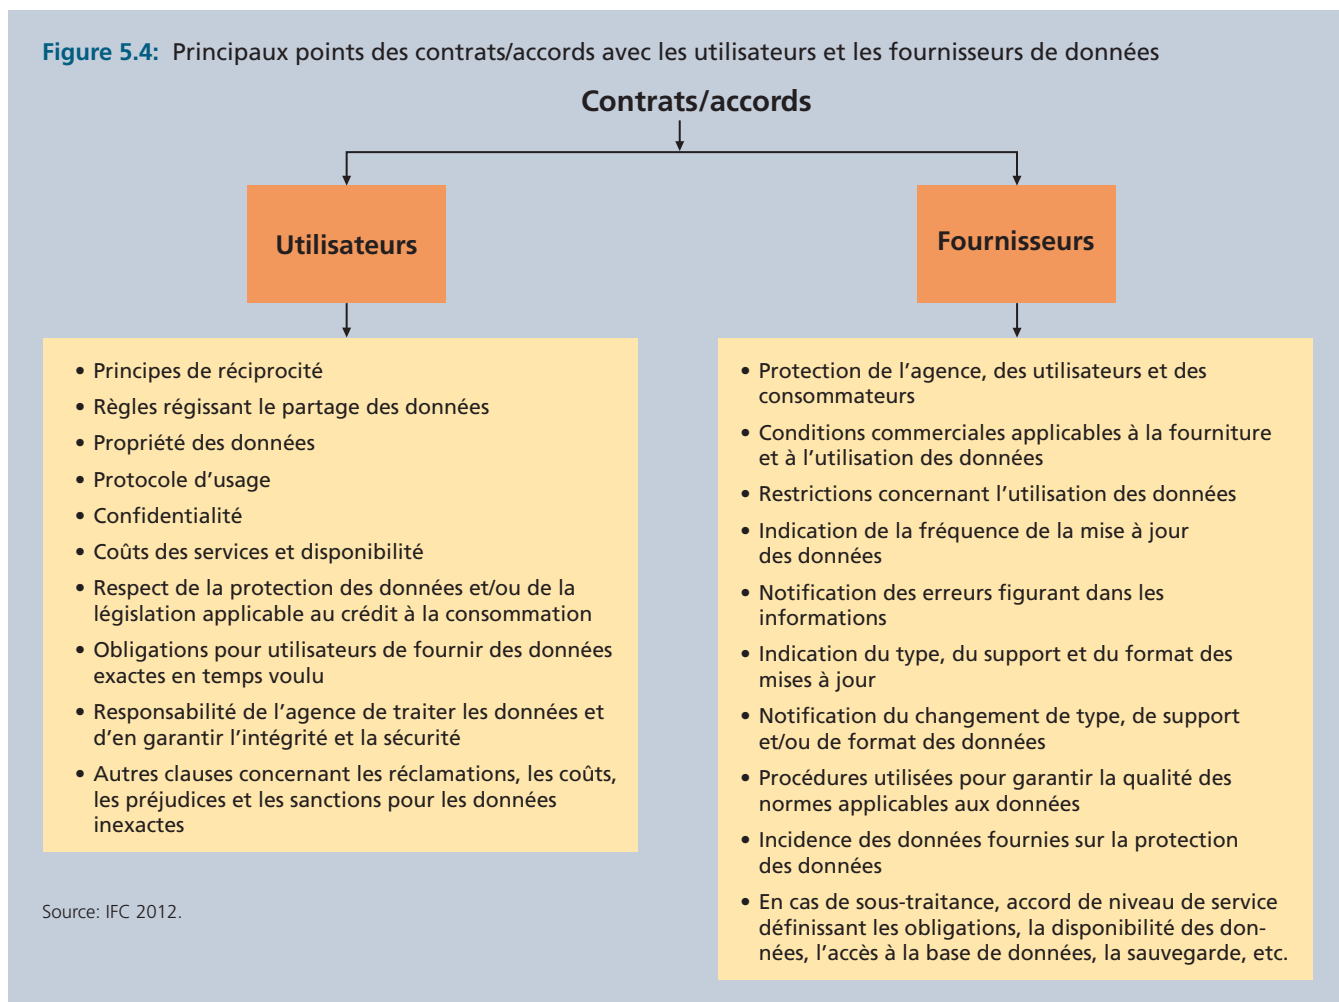 Figure 5.4: Principaux points des contrats/accords avec les utilisateurs et les fournisseurs de données
Contrats/accords
Utilisateurs
• Principes de réciprocité
• Règles régissant le partage des données
• Propriété des données
• Protocole d'usage
• Confidentialité
• Coûts des services et disponibilité
• Respect de la protection des données et/ou de la
législation applicable au crédit à la consommation
• Obligations pour utilisateurs de fournir des données
exactes en temps voulu
• Responsabilité de l'agence de traiter les données et
d'en garantir l'intégrité et la sécurité
• Autres clauses concernant les réclamations, les coûts,
les préjudices et les sanctions pour les données
inexactes
Fournisseurs
• Protection de l'agence, des utilisateurs et des
consommateurs
• Conditions commerciales applicables à la fourniture
et à l'utilisation des données
• Restrictions concernant l'utilisation des données
• Indication de la fréquence de la mise à jour
des données
• Notification des erreurs figurant dans les
informations
• Indication du type, du support et du format des
mises à jour
• Notification du changement de type, de support
et/ou de format des données
• Procédures utilisées pour garantir la qualité des
normes applicables aux données
• Incidence des données fournies sur la protection
des données
• En cas de sous-traitance, accord de niveau de service
définissant les obligations, la disponibilité des don-
nées, l'accès à la base de données, la sauvegarde, etc.
Source: IFC 2012.